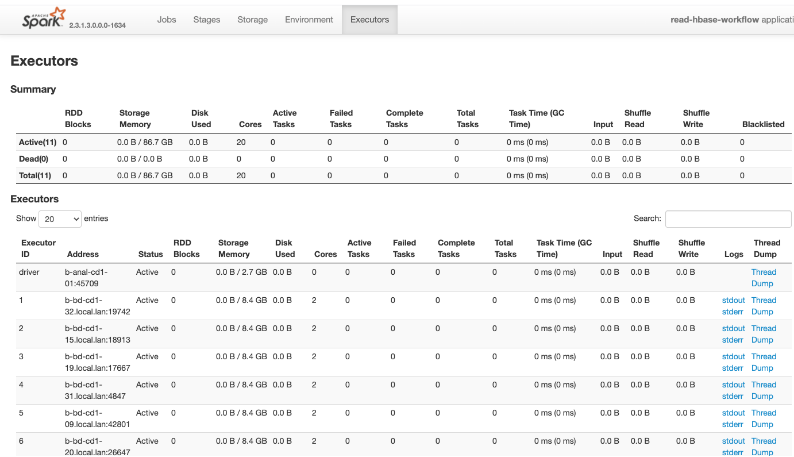 APACHE Spark 2.3.1.3.0.0.0-1634 Jobs Stages Storage Environment Executors read-hbase-workflow applicati
Executors
Summary
RDD Blocks Storage Memory Disk Used Cores Active Tasks Failed Tasks Complete Tasks Total Tasks Task Time (GC Time) Input Shuffle Read Shuffle Write Blacklisted
Active(11) 0 0.0 B / 86.7 GB 0.0 B 20 0 0 0 0 0 ms (0 ms) 0.0 B 0.0 B 0.0 B 0
Dead(0) 0 0.0 B / 0.0 B 0.0 B 0 0 0 0 0 0 ms (0 ms) 0.0 B 0.0 B 0.0 B 0
Total(11) 0 0.0 B / 86.7 GB 0.0 B 20 0 0 0 0 0 ms (0 ms) 0.0 B 0.0 B 0.0 B 0
Executors
Show 20 entries Search:
Executor ID Address Status RDD Blocks Storage Memory Disk Used Cores Active Tasks Failed Tasks Complete Tasks Total Tasks Task Time (GC Time) Input Shuffle Read Shuffle Write Logs Thread Dump
driver b-anal-cd1- Active 0 0.0 B / 2.7 GB 0.0 B 0 0 0 0 0 0 ms (0 ms) 0.0 B 0.0 B 0.0 B Thread
01:45709 Dump
1 b-bd-cd1- Active 0 0.0 B / 8.4 GB 0.0 B 2 0 0 0 0 0 ms (0 ms) 0.0 B 0.0 B 0.0 B stdout Thread
32.local.lan:19742 stderr Dump
2 b-bd-cd1- Active 0 0.0 B / 8.4 GB 0.0 B 2 0 0 0 0 0 ms (0 ms) 0.0 B 0.0 B 0.0 B stdout Thread
15.local.lan:18913 stderr Dump
3 b-bd-cd1- Active 0 0.0 B / 8.4 GB 0.0 B 2 0 0 0 0 0 ms (0 ms) 0.0 B 0.0 B 0.0 B stdout Thread
19.local.lan:17667 stderr Dump
4 b-bd-cd1- Active 0 0.0 B / 8.4 GB 0.0 B 2 0 0 0 0 0 ms (0 ms) 0.0 B 0.0 B 0.0 B stdout Thread
31.local.lan:4847 stderr Dump
5 b-bd-cd1- Active 0 0.0 B / 8.4 GB 0.0 B 2 0 0 0 0 0 ms (0 ms) 0.0 B 0.0 B 0.0 B stdout Thread
09.local.lan:42801 stderr Dump
6 b-bd-cd1- Active 0 0.0 B / 8.4 GB 0.0 B 2 0 0 0 0 0 ms (0 ms) 0.0 B 0.0 B 0.0 B stdout Thread
20.local.lan:26647 stderr Dump